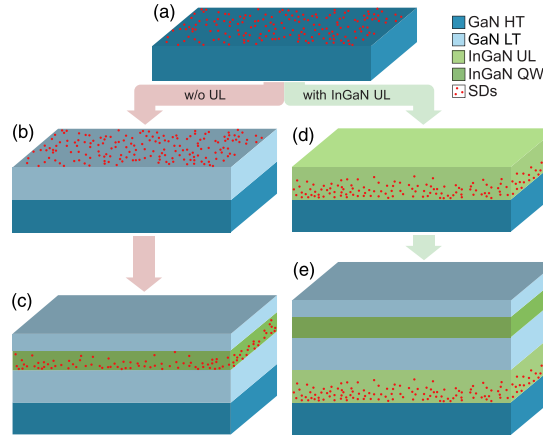 (a)
GaN HT
GaN LT
InGaN UL
InGaN QW
SDs
w/o UL
with InGaN UL
(b)
(d)
(c)
(e)